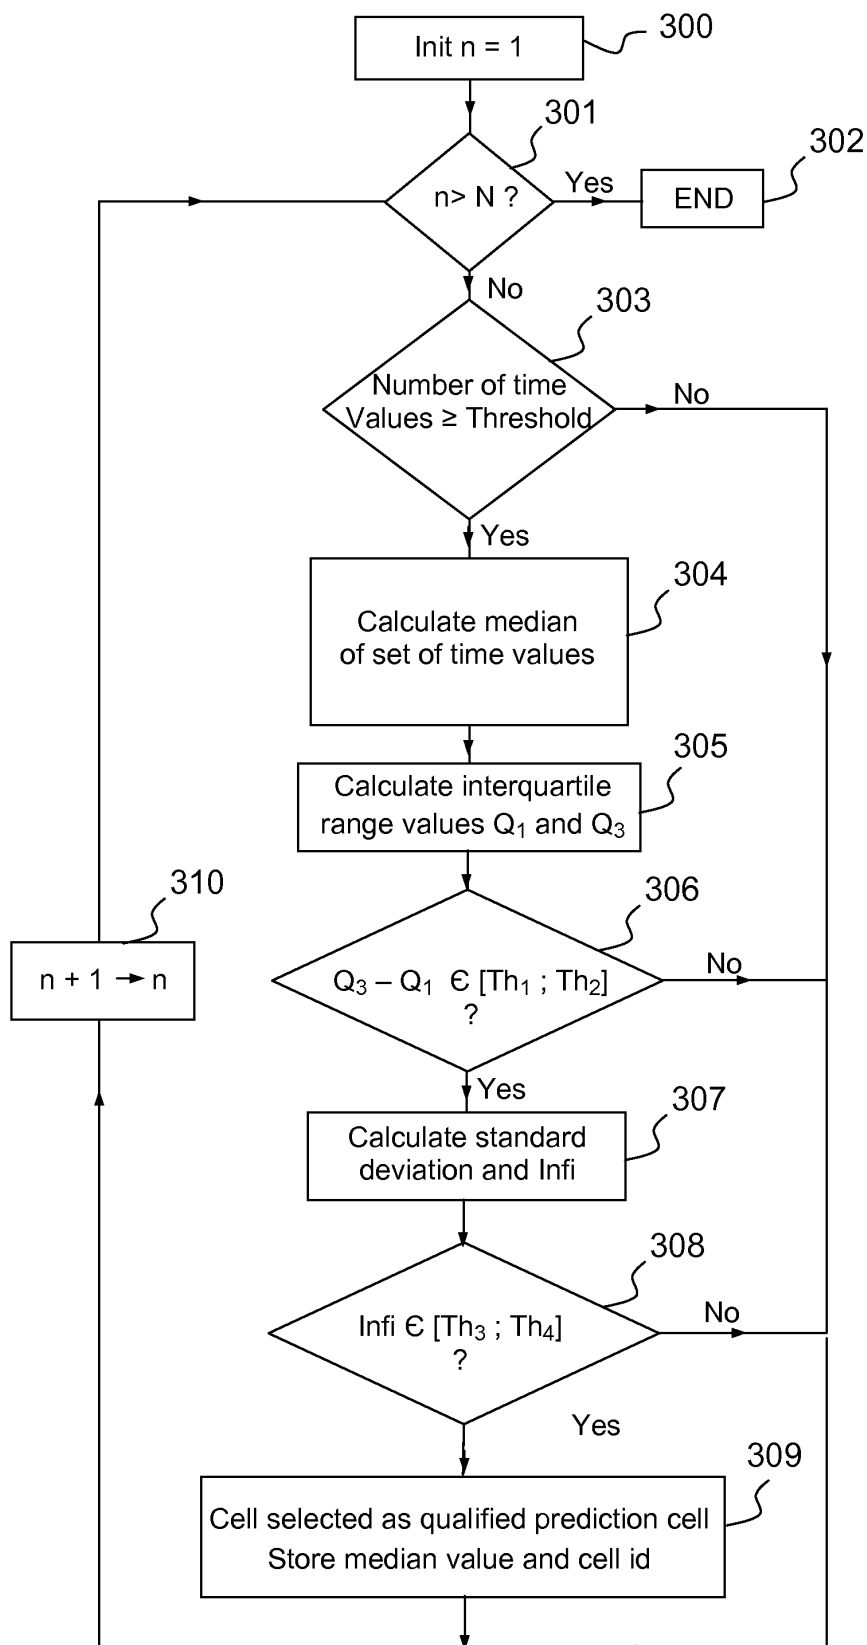 Init n = 1
300
301
n> N ?
Yes
END
302
No
303
Number of time
Values ≥ Threshold
No
Yes
304
Calculate median
of set of time values
305
Calculate interquartile
range values Q₁ and Q₃
310
n + 1 → n
306
Q₃ – Q₁ Є [Th₁ ; Th₂]
?
No
Yes
307
Calculate standard
deviation and Infi
308
Infi Є [Th₃ ; Th₄]
?
No
Yes
309
Cell selected as qualified prediction cell
Store median value and cell id